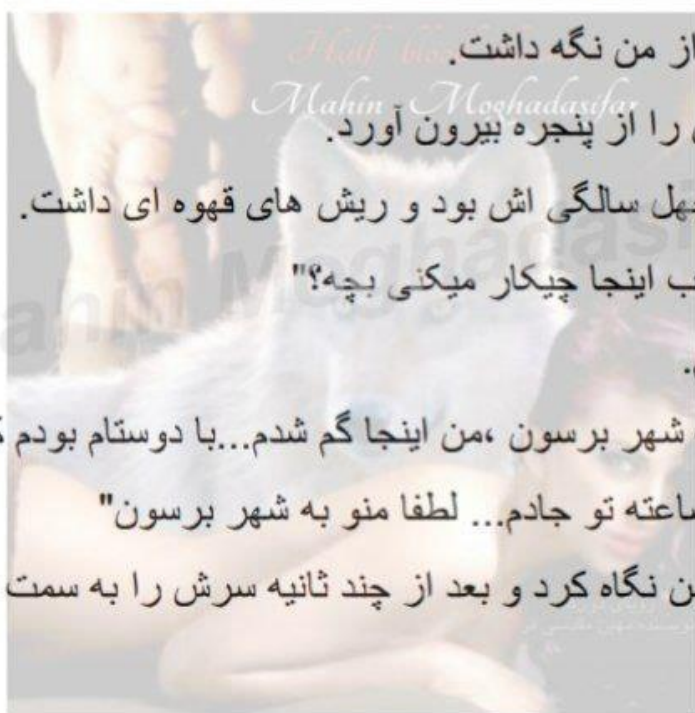 Half blood
Mahin Moghadasifar
از من نگه داشت.
را از پنجره بیرون آورد.
سالگی اش بود و ریش های قهوه ای داشت.
اینجا چیکار میکنی بچه؟"
شهر برسون ،من اینجا گم شدم...با دوستام بودم
تو جادم... لطفا منو به شهر برسون"
نگاه کرد و بعد از چند ثانیه سرش را به سمت